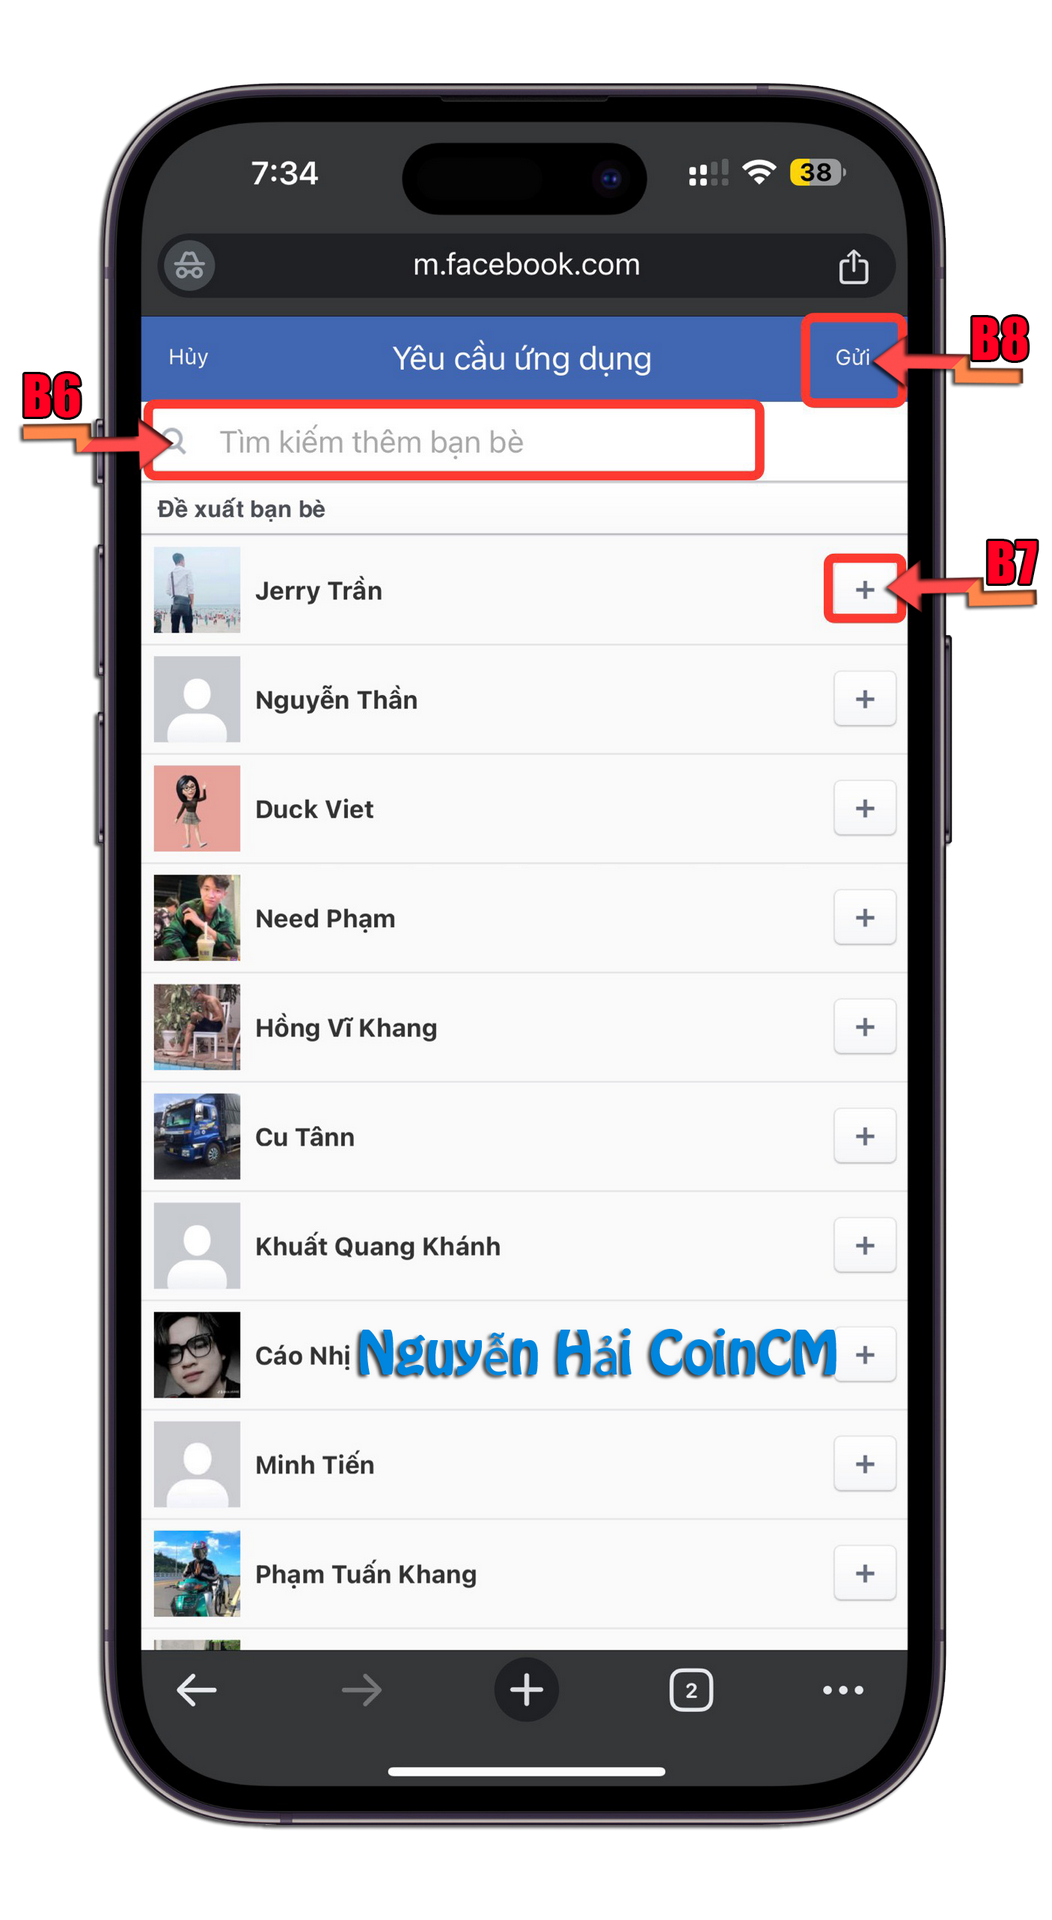 7:34
38
m.facebook.com
Hủy
Yêu cầu ứng dụng
Gửi
B8
B6
Tìm kiếm thêm bạn bè
Đề xuất bạn bè
Jerry Trần
+
B7
Nguyễn Thần
+
Duck Viet
+
Need Phạm
+
Hồng Vĩ Khang
+
Cu Tânn
+
Khuất Quang Khánh
+
Cáo Nhị
Nguyễn Hải CoinCM
+
Minh Tiến
+
Phạm Tuấn Khang
+
2